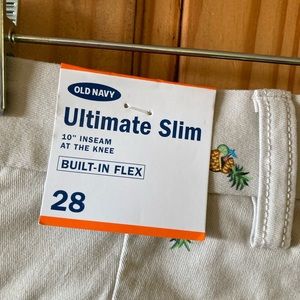 OLD NAVY
Ultimate Slim
10" INSEAM
AT THE KNEE
BUILT-IN FLEX
28